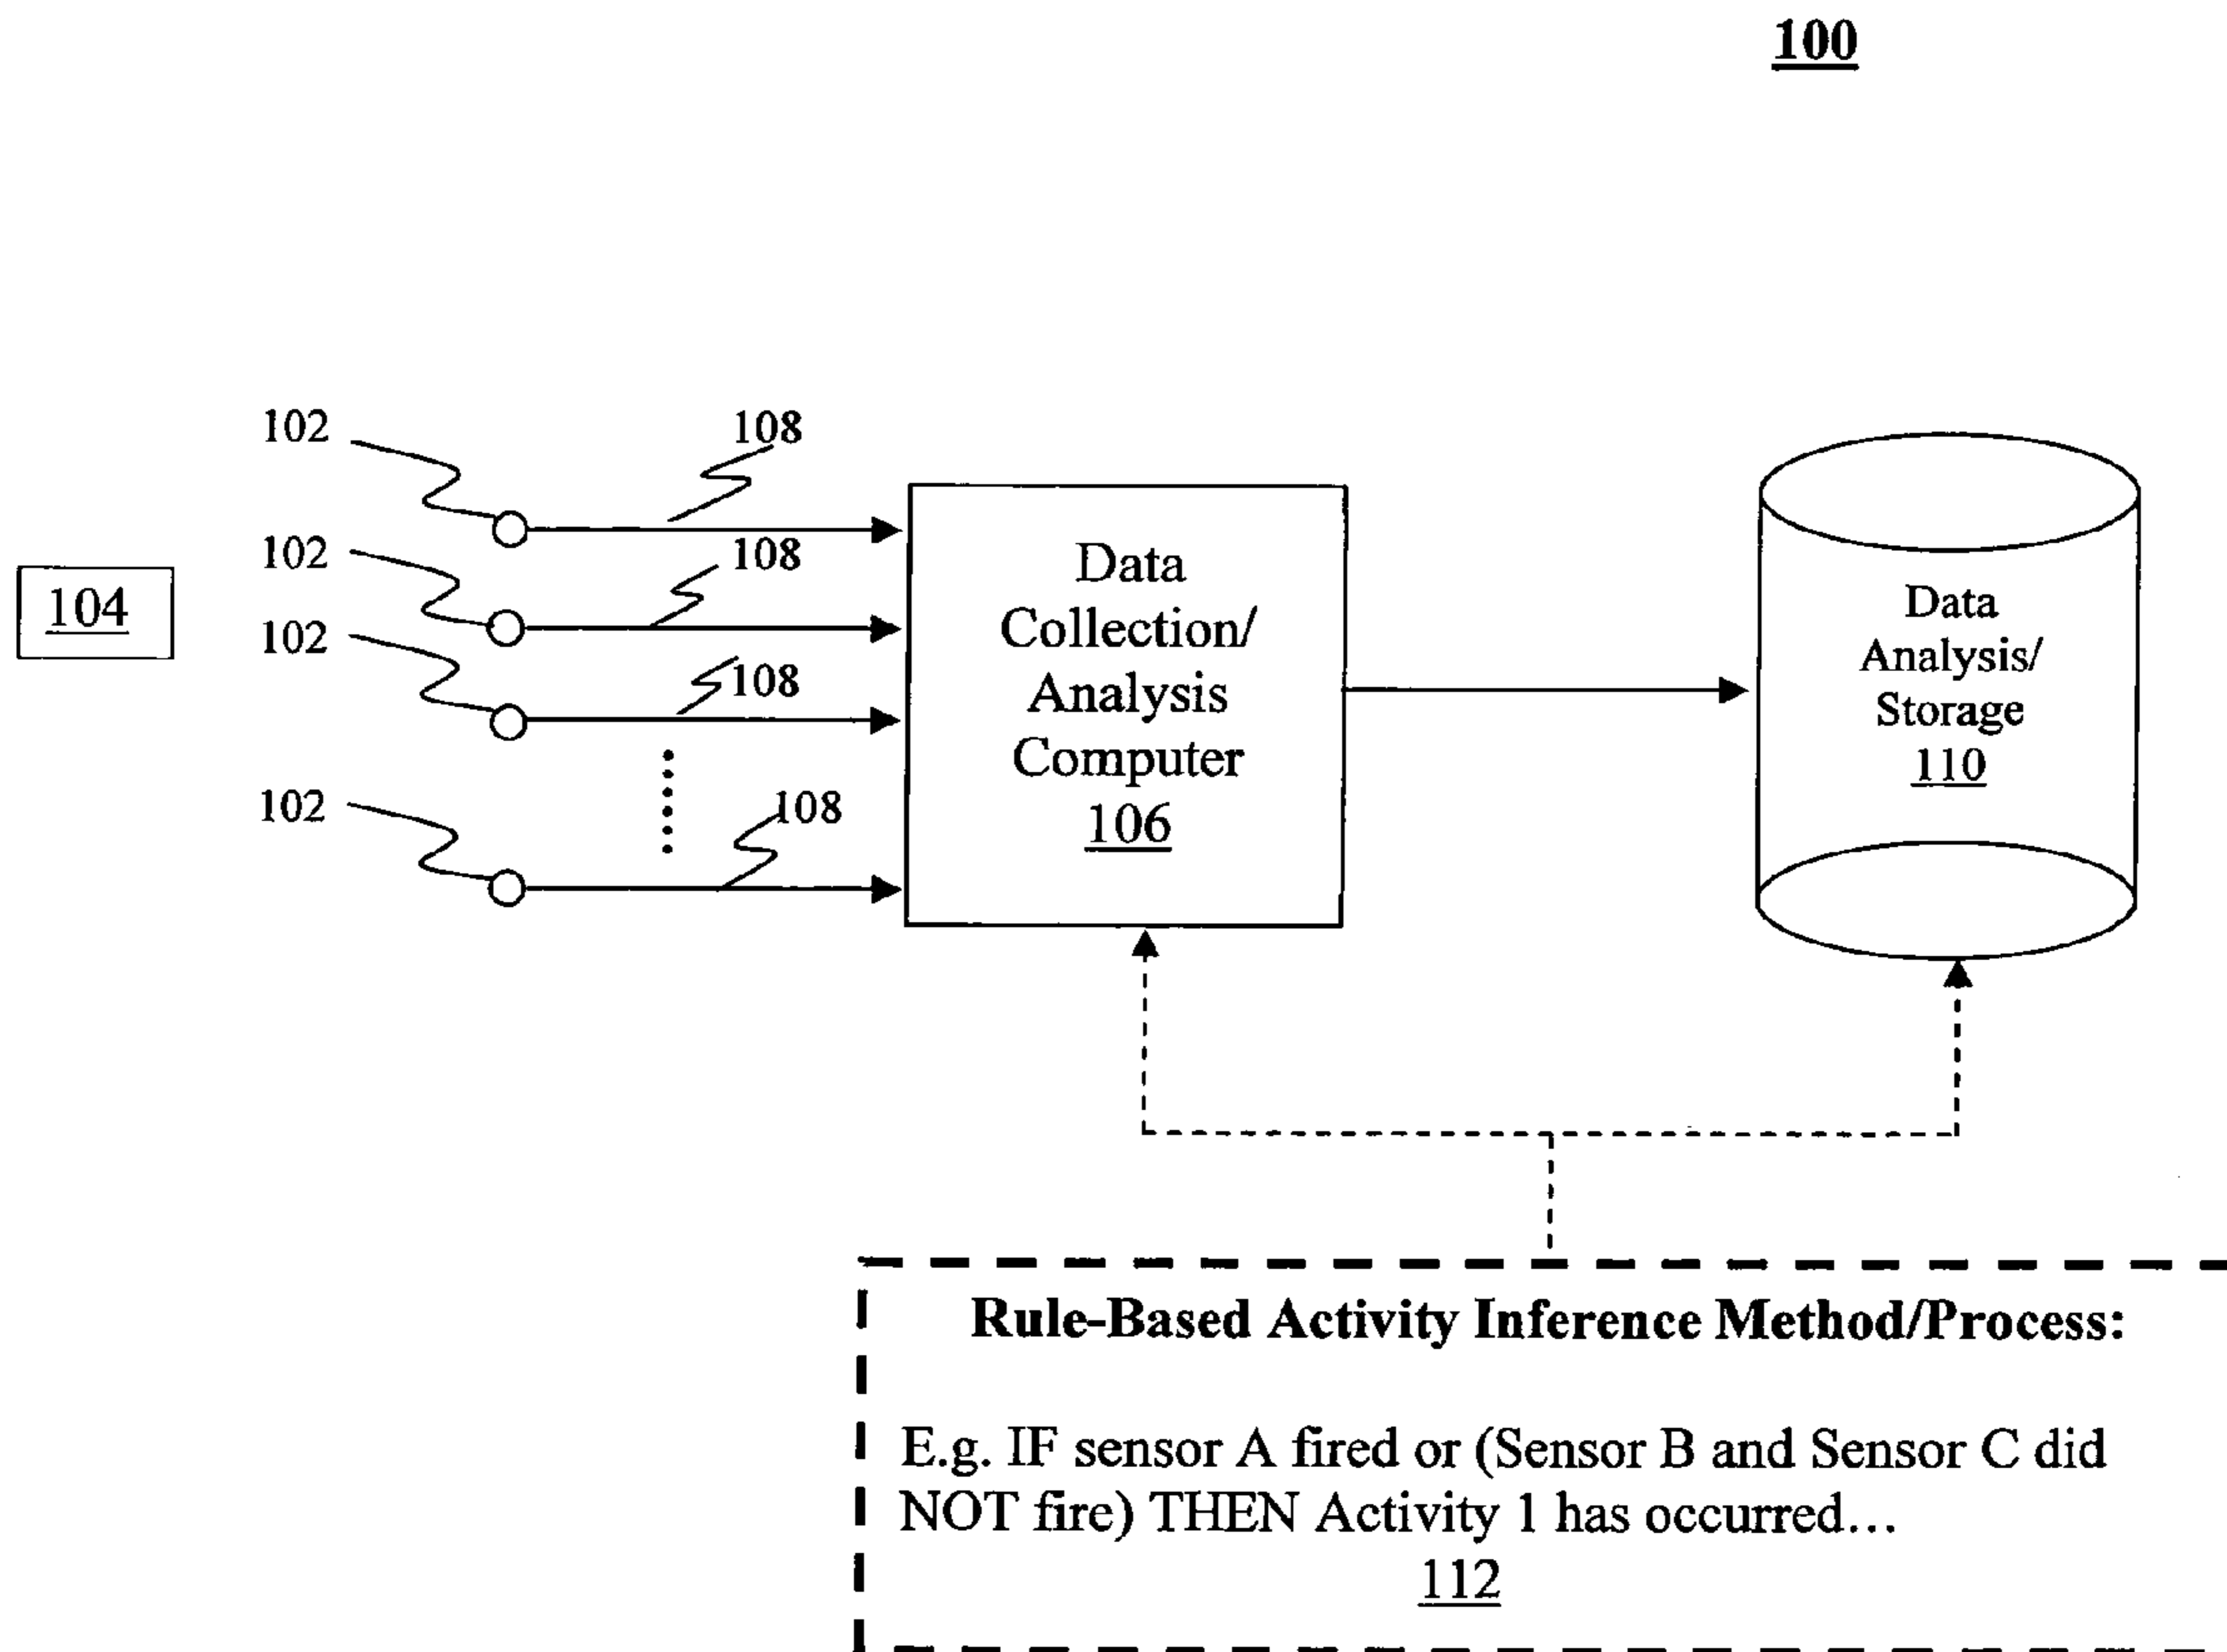 100
102
108
102
108
104
102
108
102
108
Data
Collection/
Analysis
Computer
106
Data
Analysis/
Storage
110
Rule-Based Activity Inference Method/Process:
E.g. IF sensor A fired or (Sensor B and Sensor C did
NOT fire) THEN Activity 1 has occurred...
112